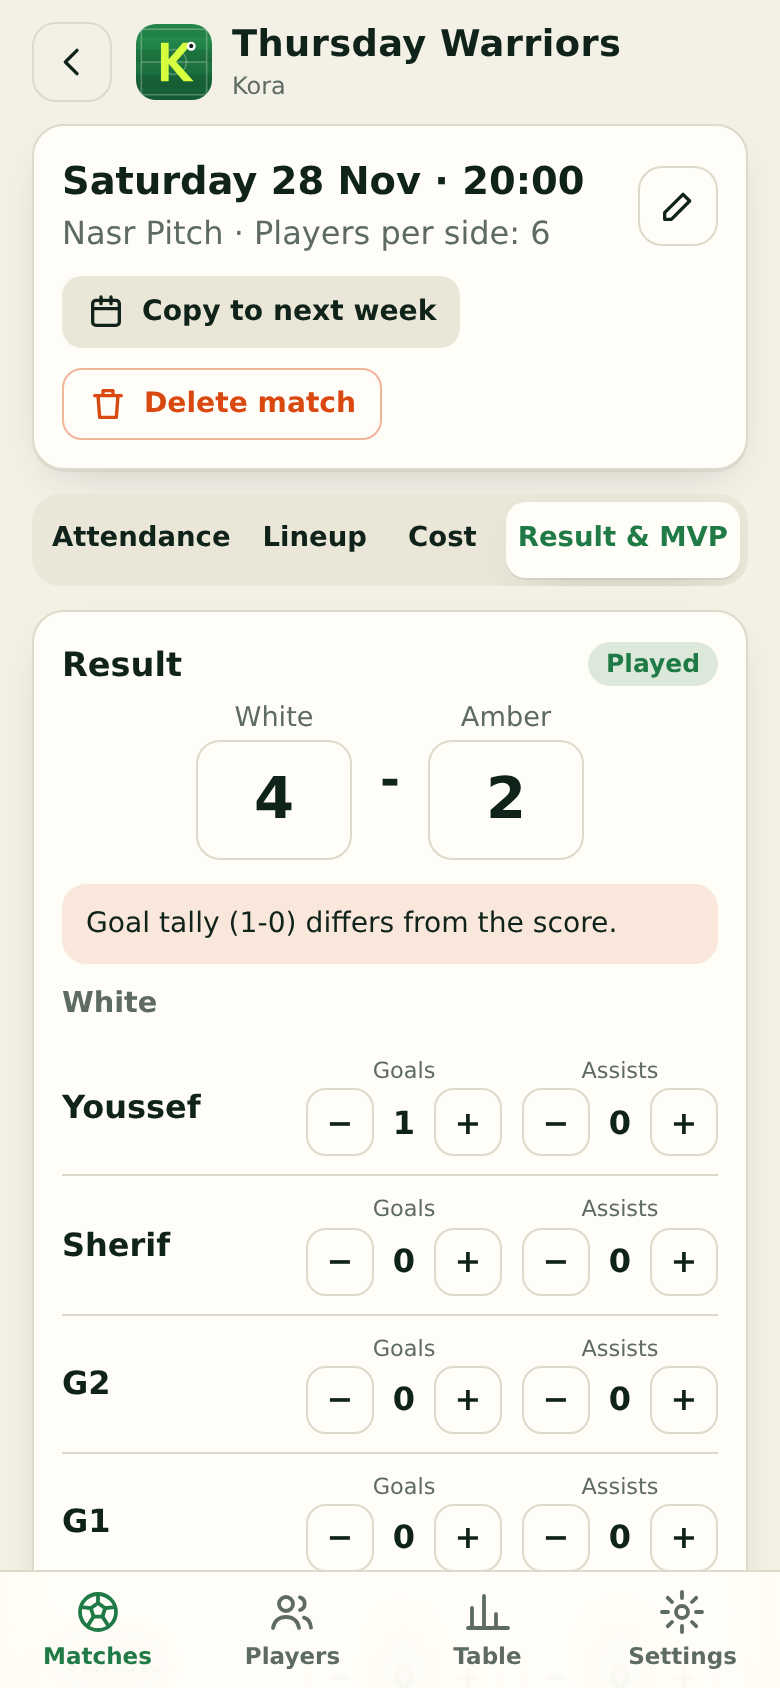 K
Thursday Warriors
Kora
Saturday 28 Nov · 20:00
Nasr Pitch · Players per side: 6
Copy to next week
Delete match
Attendance Lineup Cost Result & MVP
Result Played
White Amber
4 - 2
Goal tally (1-0) differs from the score.
White
Goals Assists
Youssef − 1 + − 0 +
Goals Assists
Sherif − 0 + − 0 +
Goals Assists
G2 − 0 + − 0 +
Goals Assists
G1 − 0 + − 0 +
Matches Players Table Settings